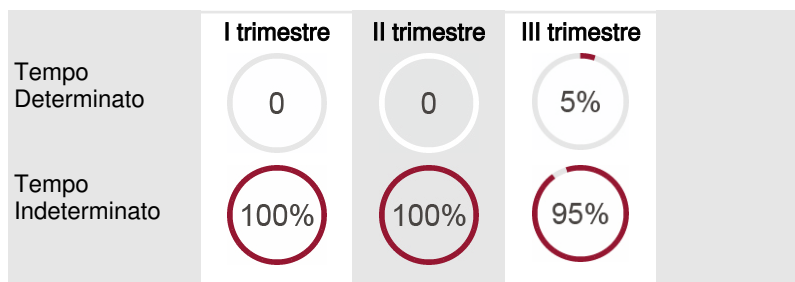 I trimestre II trimestre III trimestre
Tempo
Determinato
0 0 5%
Tempo
Indeterminato
100% 100% 95%